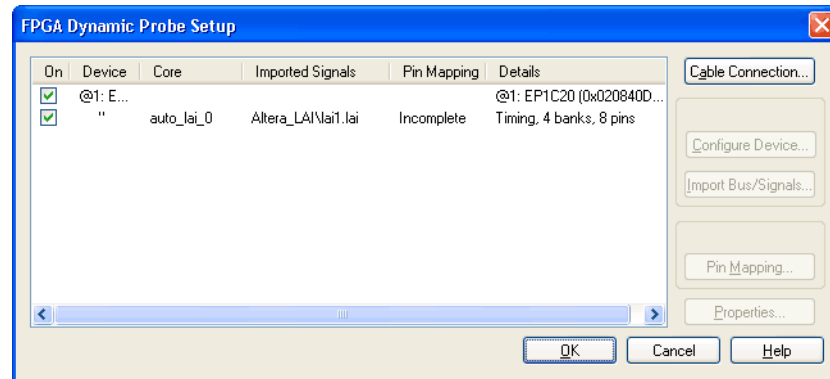 FPGA Dynamic Probe Setup
On Device Core Imported Signals Pin Mapping Details
@1: E... @1: EP1C20 (0x020840D...
" auto_lai_0 Altera_LAI\lai1.lai Incomplete Timing, 4 banks, 8 pins
Cable Connection...
Configure Device...
Import Bus/Signals...
Pin Mapping...
Properties...
OK Cancel Help